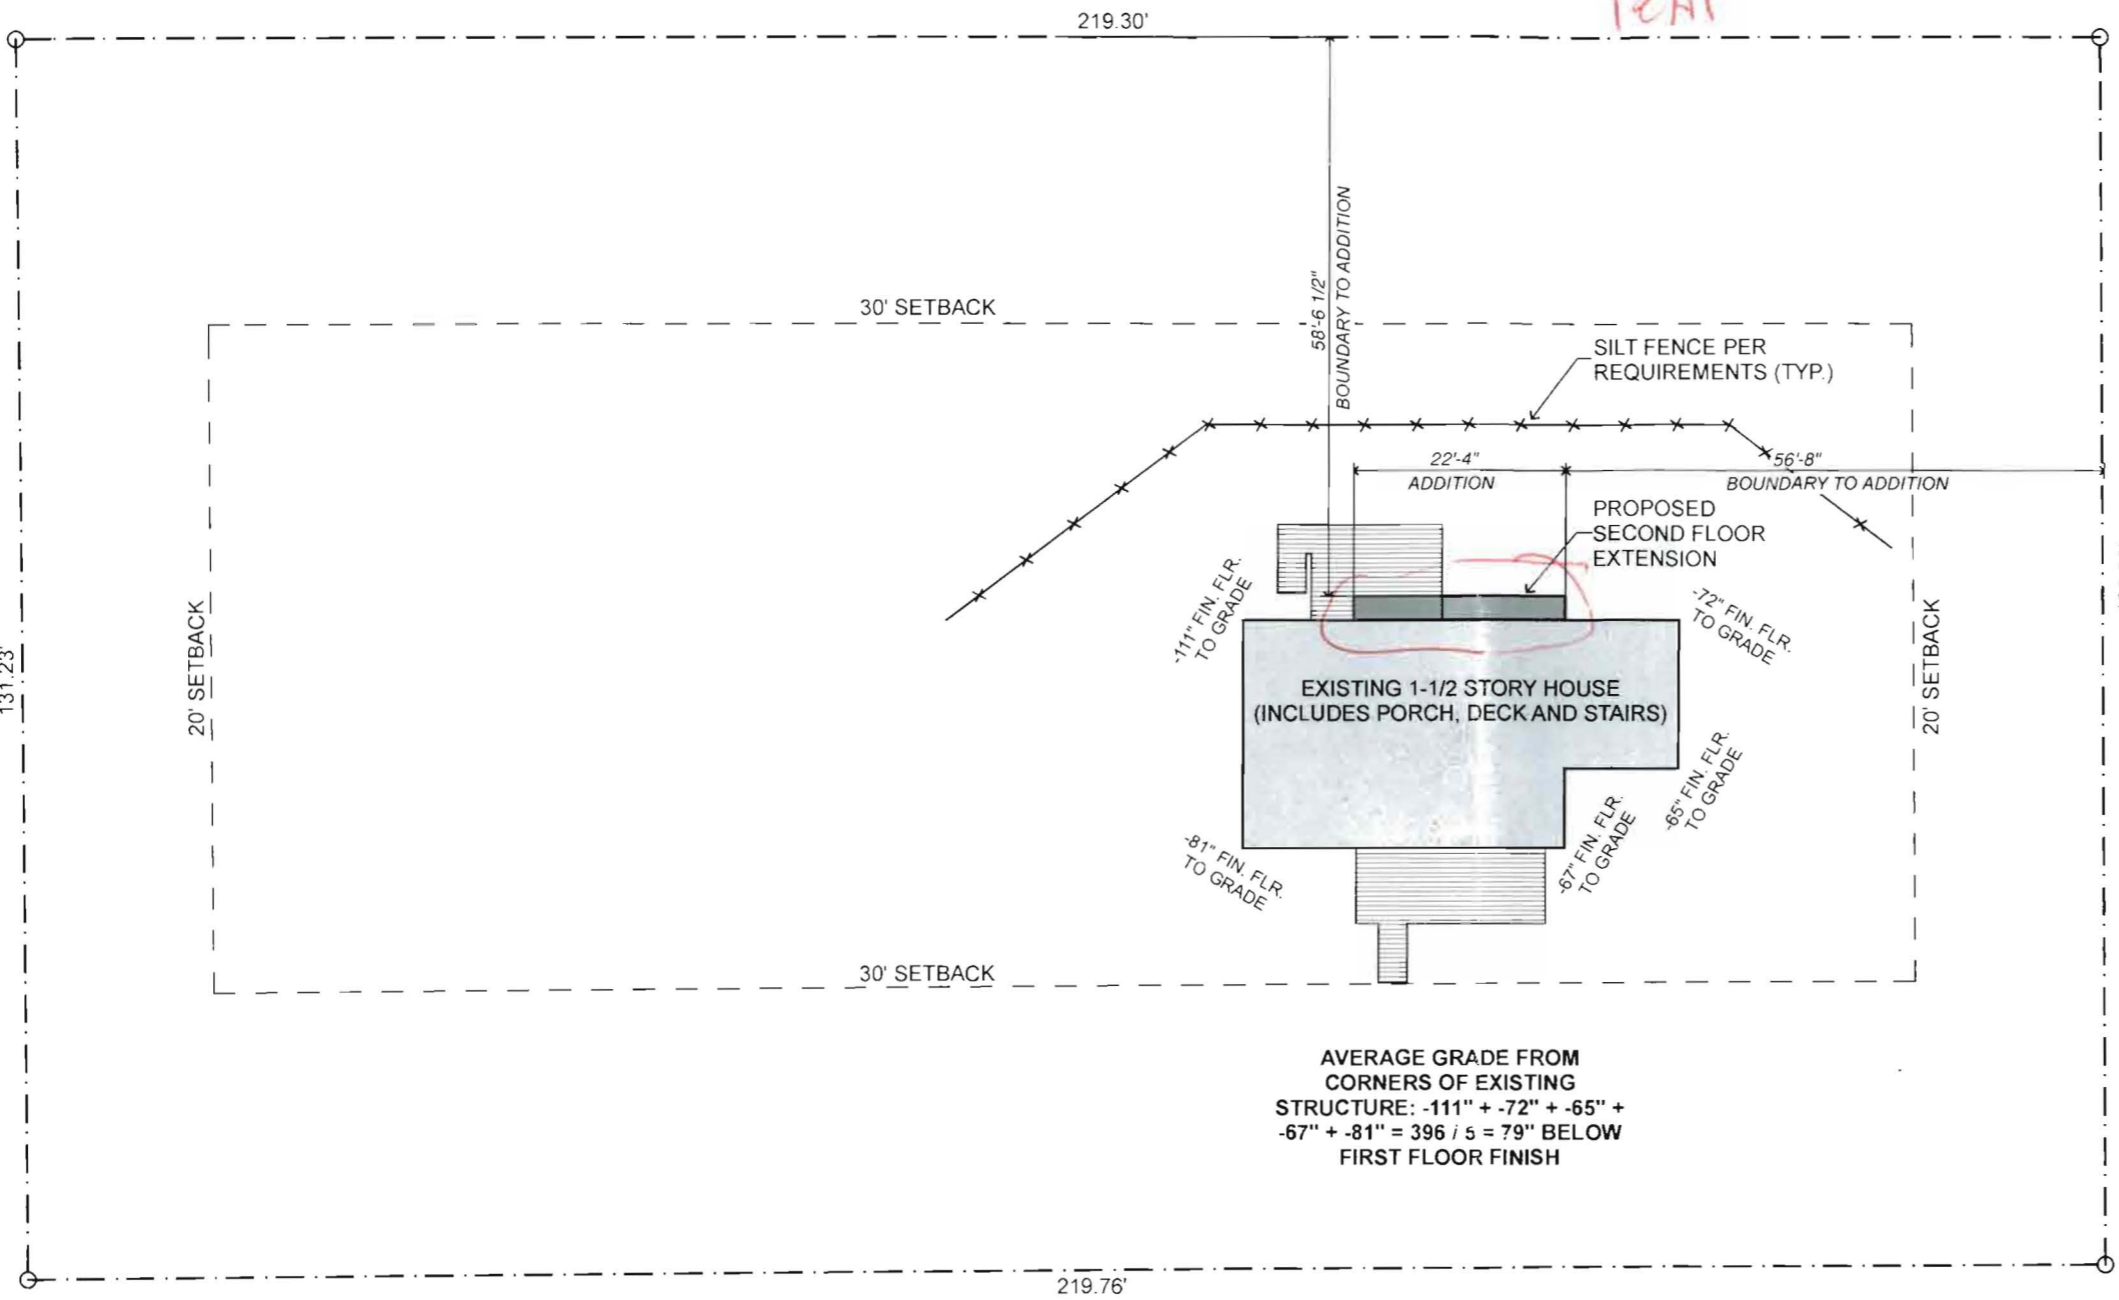 219.30'
30' SETBACK
58'-6 1/2"
BOUNDARY TO ADDITION
SILT FENCE PER
REQUIREMENTS (TYP.)
22'-4"
ADDITION
56'-8"
BOUNDARY TO ADDITION
PROPOSED
SECOND FLOOR
EXTENSION
-111" FIN. FLR.
TO GRADE
-72" FIN. FLR.
TO GRADE
131.23'
20' SETBACK
20' SETBACK
EXISTING 1-1/2 STORY HOUSE
(INCLUDES PORCH, DECK AND STAIRS)
-65" FIN. FLR.
TO GRADE
-67" FIN. FLR.
TO GRADE
-81" FIN. FLR.
TO GRADE
30' SETBACK
AVERAGE GRADE FROM
CORNERS OF EXISTING
STRUCTURE: -111" + -72" + -65" +
-67" + -81" = 396 / 5 = 79" BELOW
FIRST FLOOR FINISH
219.76'